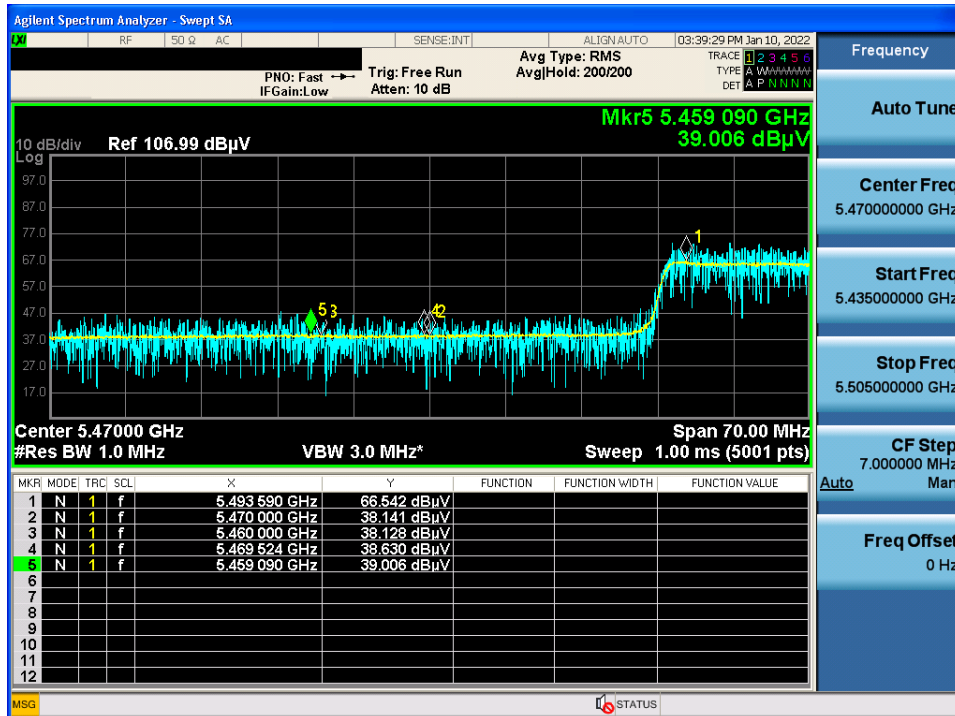 Agilent Spectrum Analyzer - Swept SA
LXI RF 50 Ω AC SENSE:INT ALIGN AUTO 03:39:29 PM Jan 10, 2022
PNO: Fast Trig: Free Run Avg Type: RMS TRACE 1 2 3 4 5 6
IFGain:Low Atten: 10 dB Avg|Hold: 200/200 TYPE A WWWWW
DET A P N N N N
Mkr5 5.459 090 GHz
39.006 dBµV
10 dB/div Ref 106.99 dBµV
Log
97.0
87.0
77.0
67.0
57.0
47.0
37.0
27.0
17.0
1
5 3
4 2
Center 5.47000 GHz Span 70.00 MHz
#Res BW 1.0 MHz VBW 3.0 MHz* Sweep 1.00 ms (5001 pts)
MKR MODE TRC SCL X Y FUNCTION FUNCTION WIDTH FUNCTION VALUE
1 N 1 f 5.493 590 GHz 66.542 dBµV
2 N 1 f 5.470 000 GHz 38.141 dBµV
3 N 1 f 5.460 000 GHz 38.128 dBµV
4 N 1 f 5.469 524 GHz 38.630 dBµV
5 N 1 f 5.459 090 GHz 39.006 dBµV
6
7
8
9
10
11
12
MSG STATUS
Frequency
Auto Tune
Center Freq
5.470000000 GHz
Start Freq
5.435000000 GHz
Stop Freq
5.505000000 GHz
CF Step
7.000000 MHz
Auto Man
Freq Offset
0 Hz